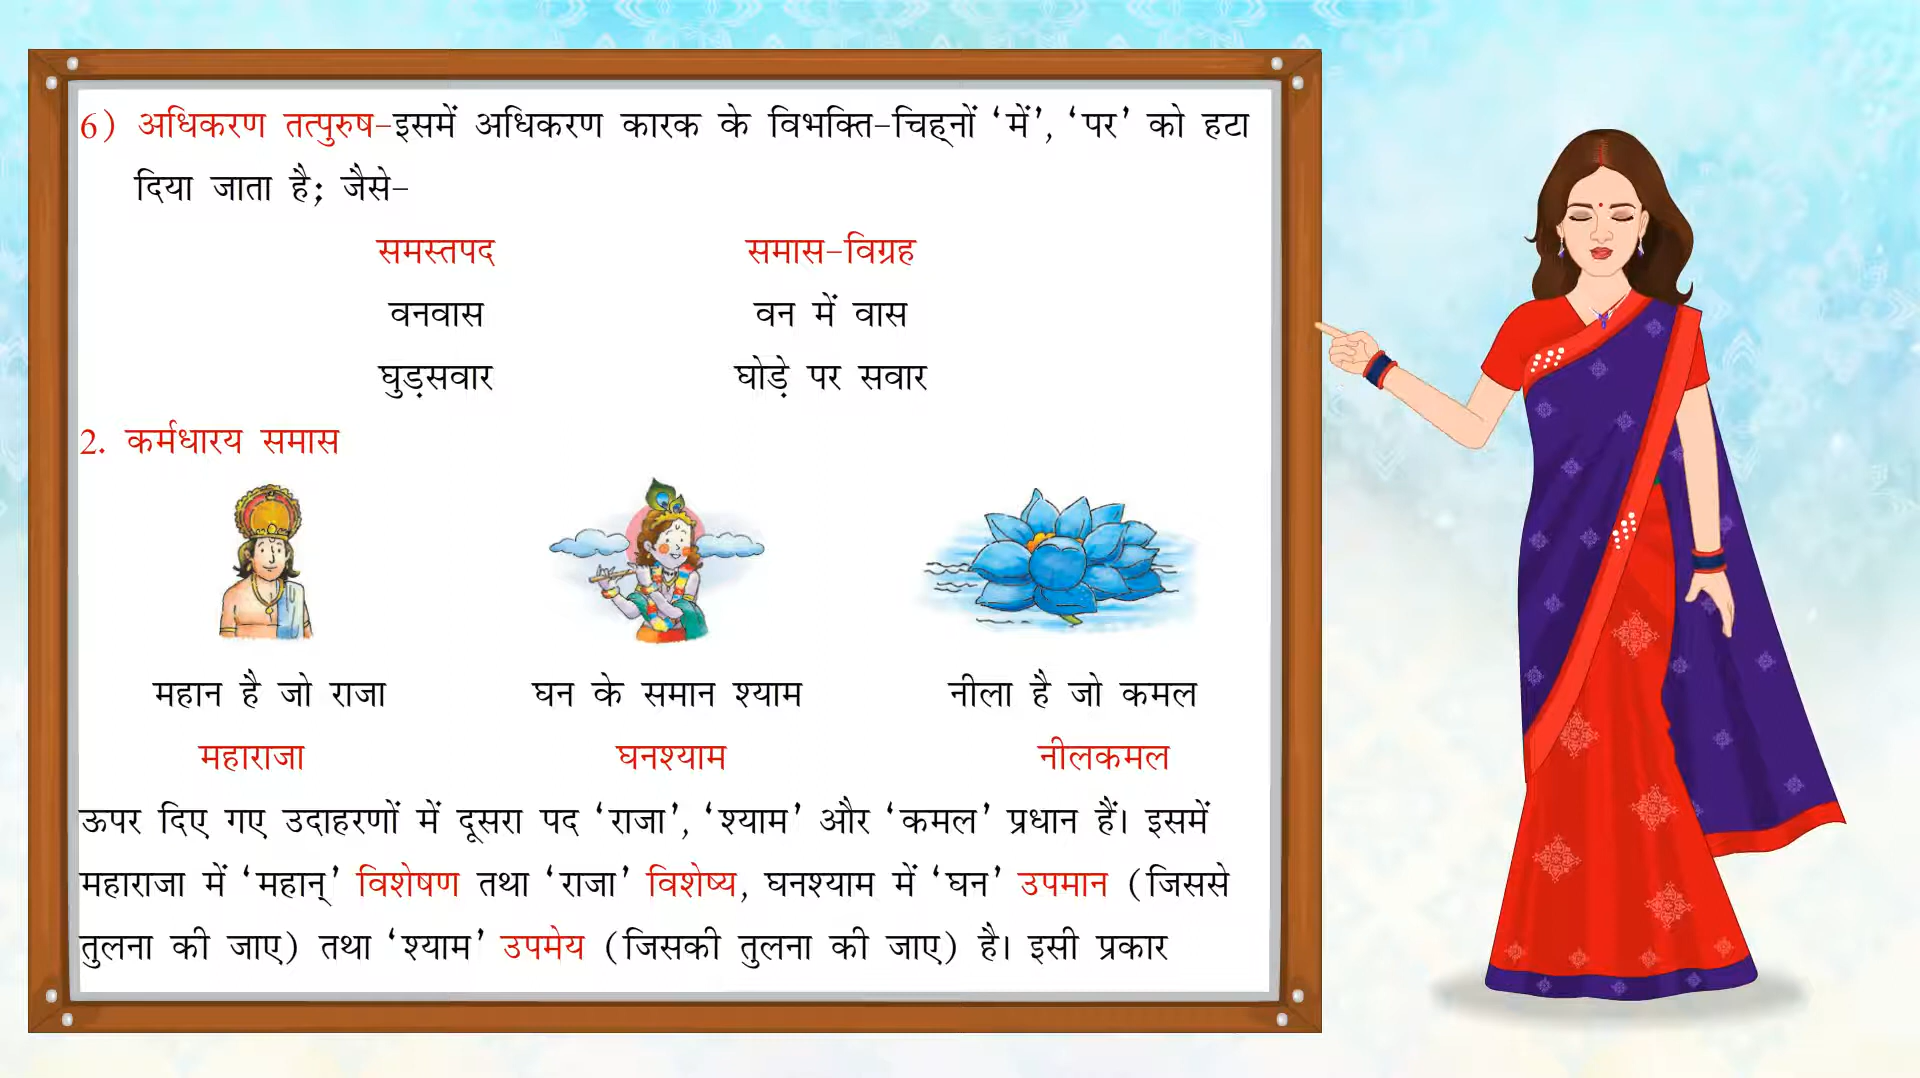 6) अधिकरण तत्पुरुष-इसमें अधिकरण कारक के विभक्ति-चिह्नों ‘में’, ‘पर’ को हटा
दिया जाता है; जैसे-
समस्तपद समास-विग्रह
वनवास वन में वास
घुड़सवार घोड़े पर सवार
2. कर्मधारय समास
महान है जो राजा घन के समान श्याम नीला है जो कमल
महाराजा घनश्याम नीलकमल
ऊपर दिए गए उदाहरणों में दूसरा पद ‘राजा’, ‘श्याम’ और ‘कमल’ प्रधान हैं। इसमें
महाराजा में ‘महान्’ विशेषण तथा ‘राजा’ विशेष्य, घनश्याम में ‘घन’ उपमान (जिससे
तुलना की जाए) तथा ‘श्याम’ उपमेय (जिसकी तुलना की जाए) है। इसी प्रकार